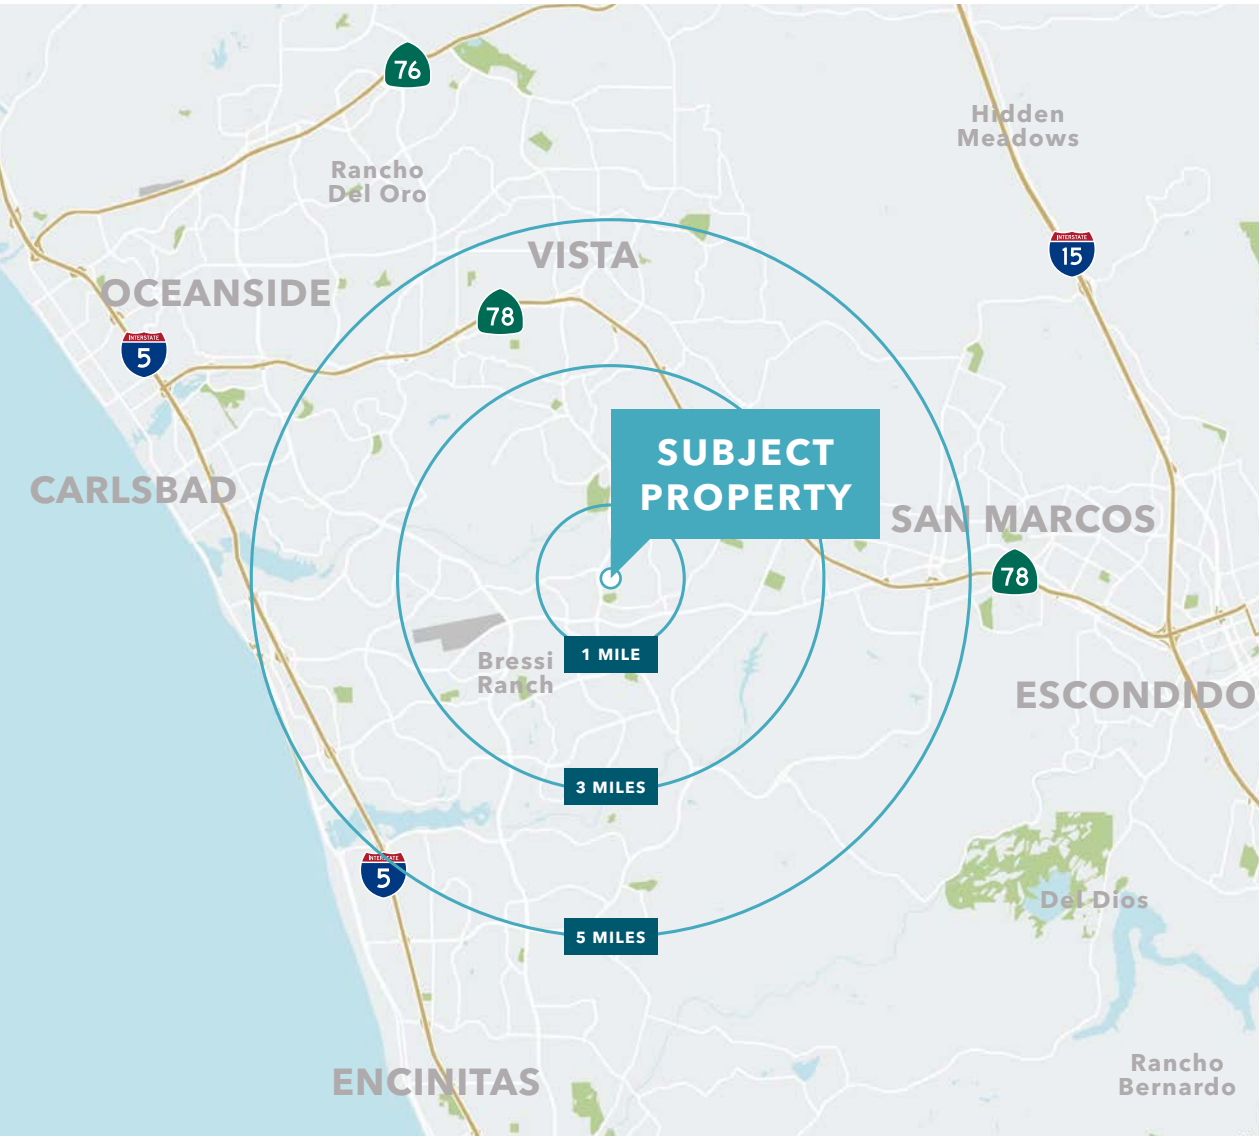 76
Hidden
Meadows
Rancho
Del Oro
VISTA
INTERSTATE
15
OCEANSIDE
78
INTERSTATE
5
SUBJECT
PROPERTY
CARLSBAD
SAN MARCOS
78
1 MILE
Bressi
Ranch
ESCONDIDO
3 MILES
INTERSTATE
5
Del Dios
5 MILES
Rancho
Bernardo
ENCINITAS